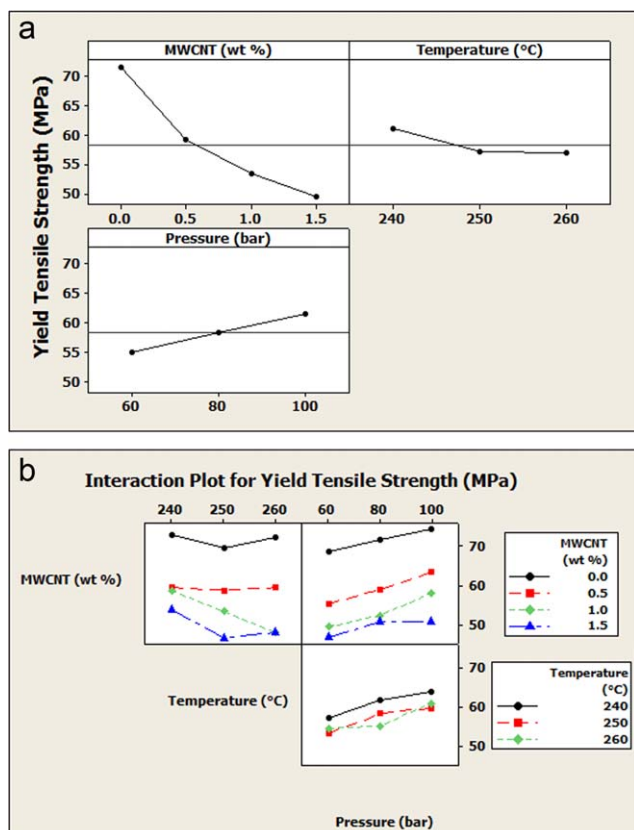 a
MWCNT (wt %) Temperature (°C)
70
65
60
55
50
0.0 0.5 1.0 1.5 240 250 260
Pressure (bar)
70
65
60
55
50
60 80 100
Yield Tensile Strength (MPa)
b
Interaction Plot for Yield Tensile Strength (MPa)
240 250 260 60 80 100
MWCNT (wt %)
70
60
50
MWCNT
(wt %)
0.0
0.5
1.0
1.5
Temperature (°C)
70
60
50
Temperature
(°C)
240
250
260
Pressure (bar)